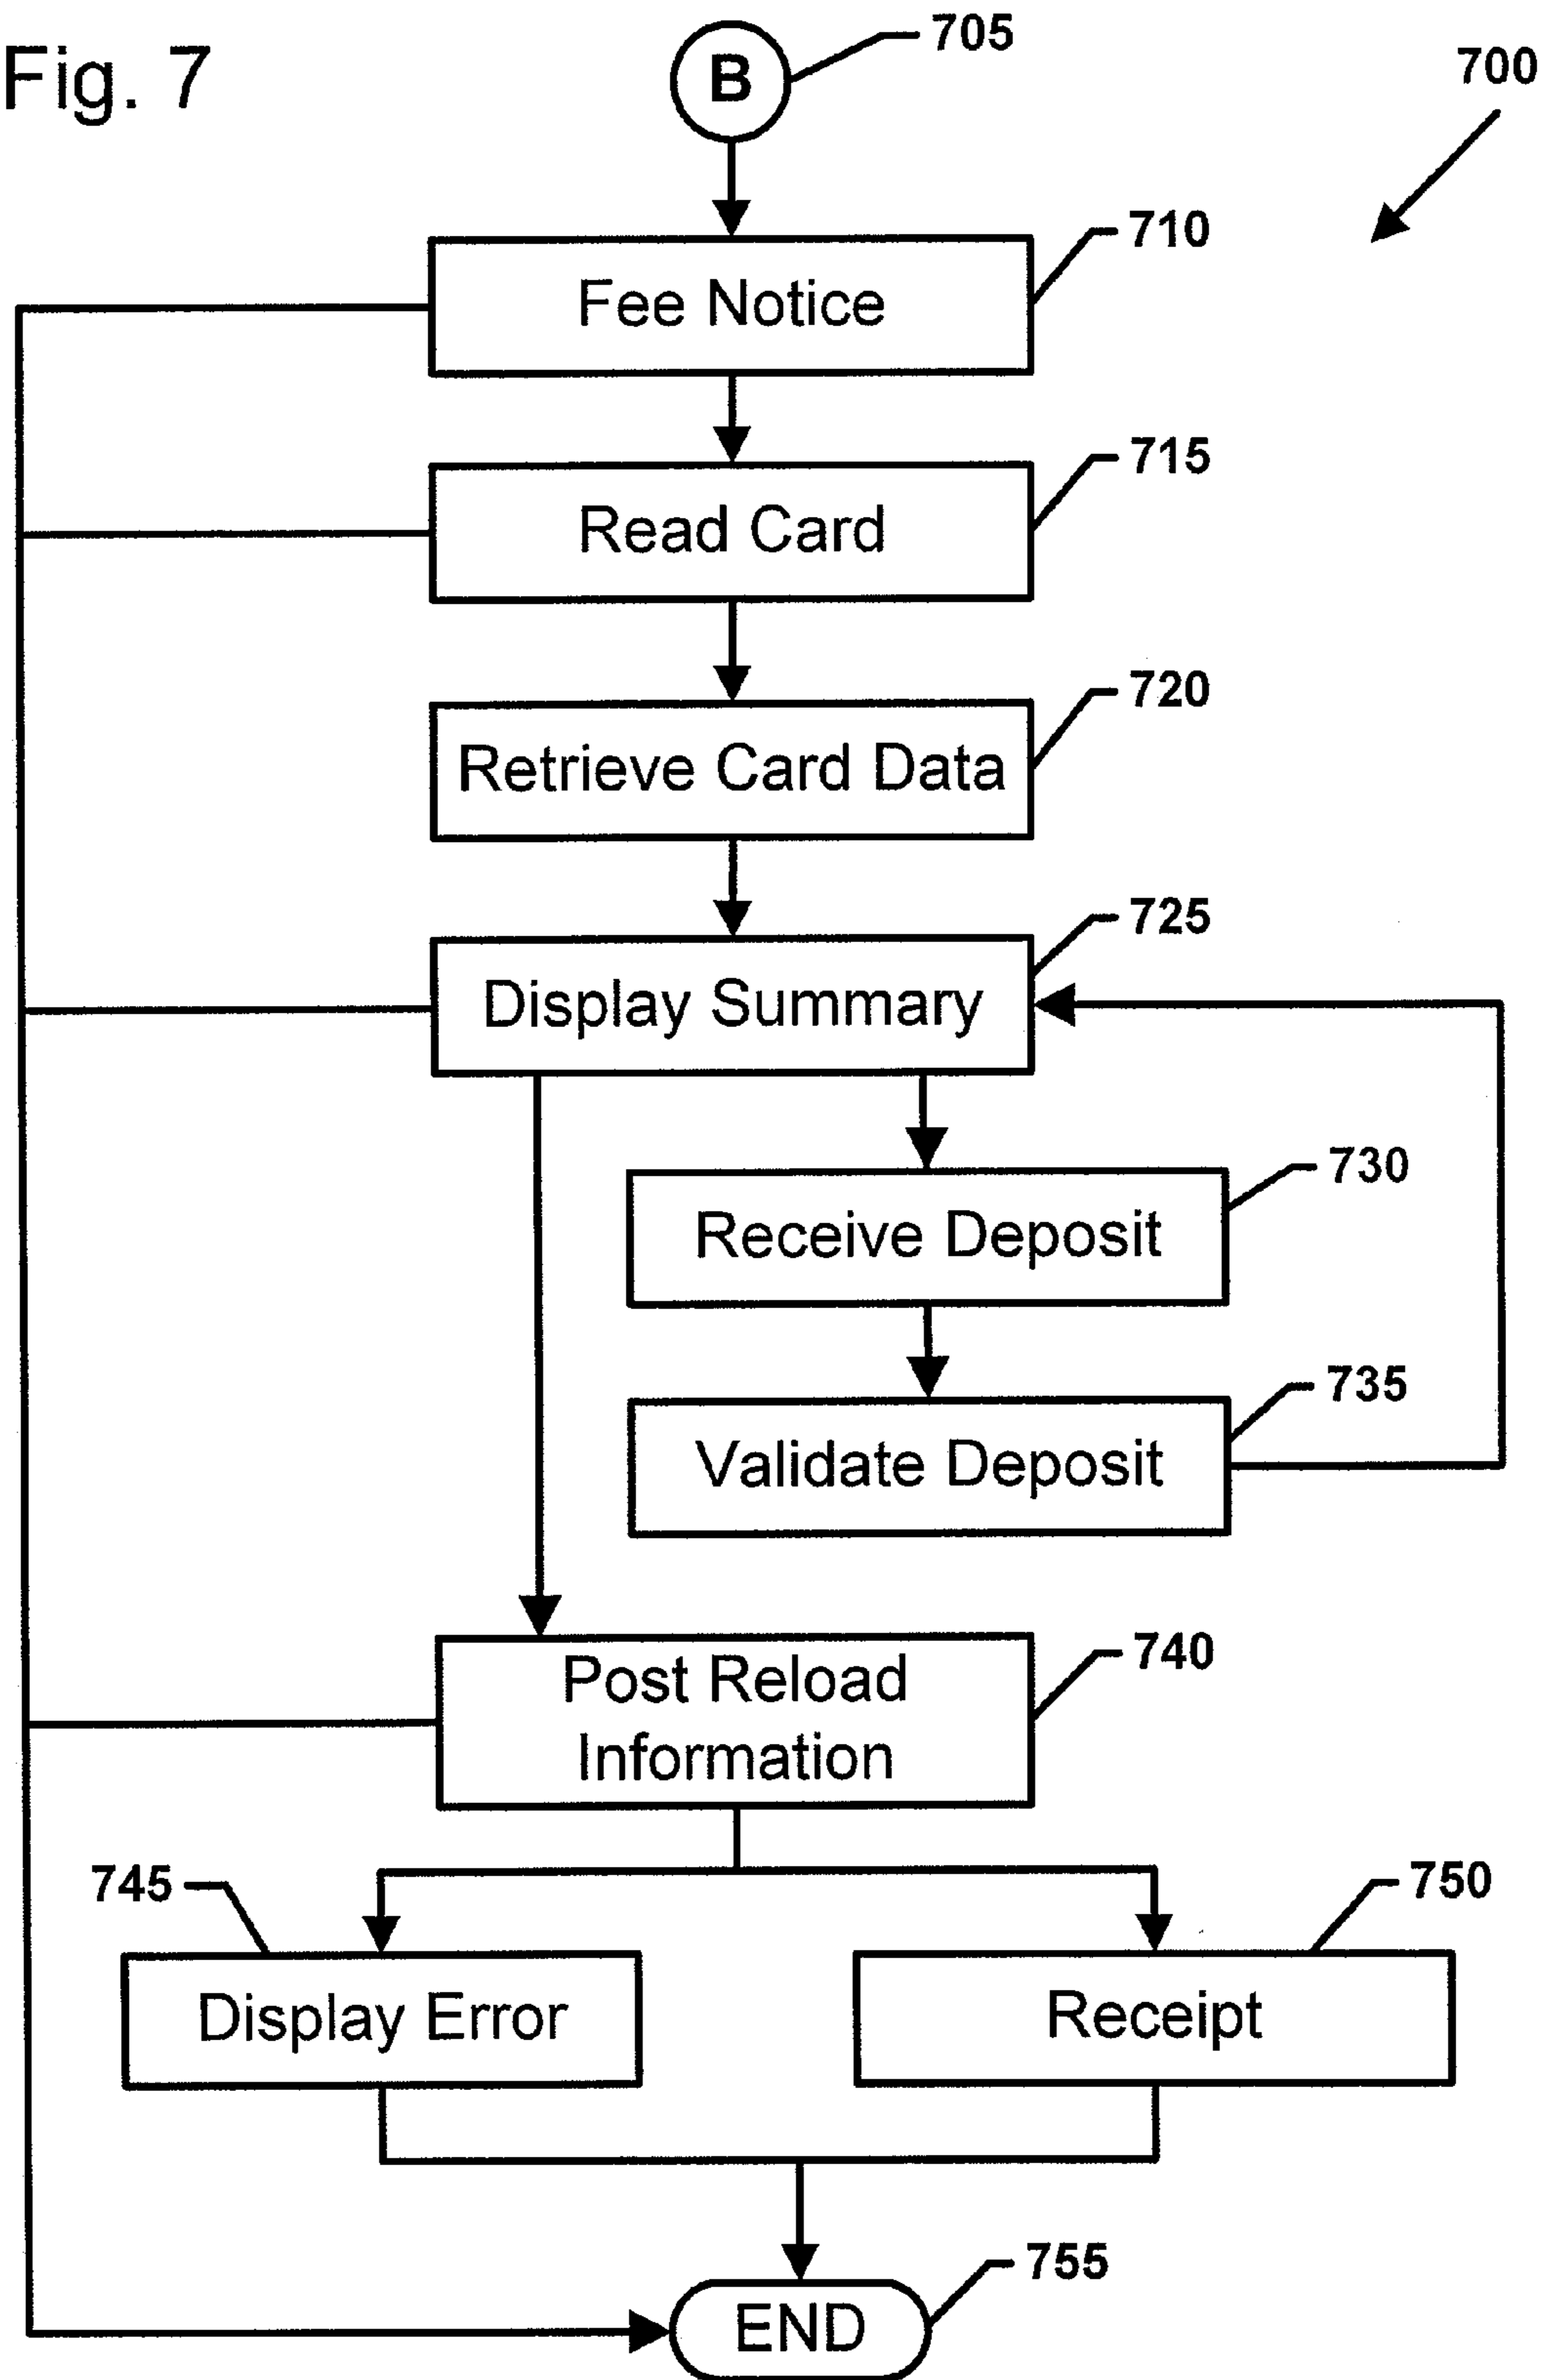 Fig. 7
B
705
700
710
Fee Notice
715
Read Card
720
Retrieve Card Data
725
Display Summary
730
Receive Deposit
735
Validate Deposit
740
Post Reload
Information
745
750
Display Error
Receipt
755
END